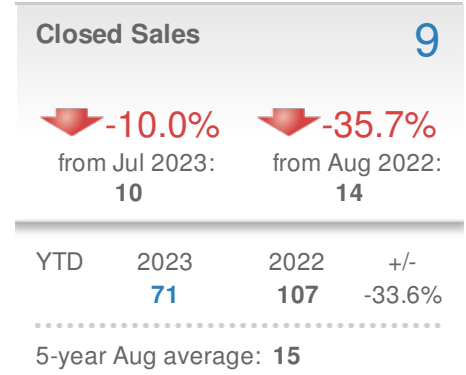 Closed Sales 9
-10.0% -35.7%
from Jul 2023: from Aug 2022:
10 14
YTD 2023 2022 +/-
71 107 -33.6%
5-year Aug average: 15